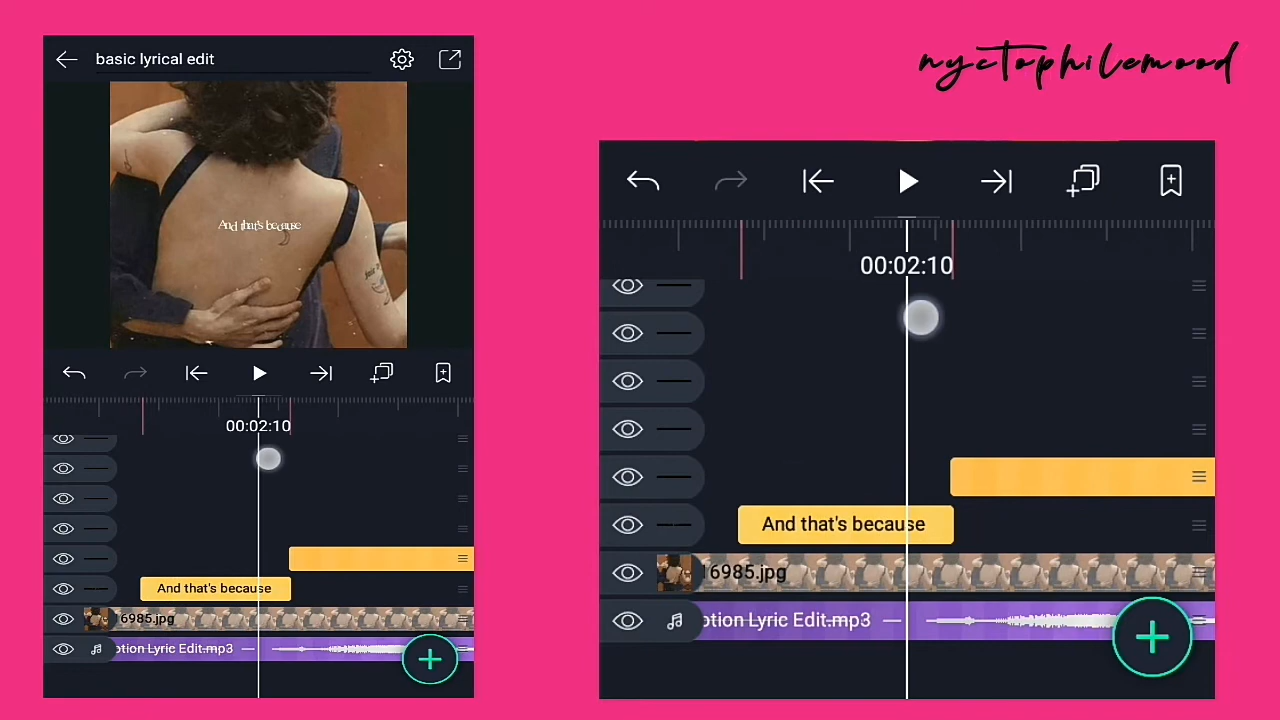 basic lyrical edit
nyctophilemood
And that's because
00:02:10
And that's because
16985.jpg
otion Lyric Edit.mp3
00:02:10
And that's because
16985.jpg
otion Lyric Edit.mp3